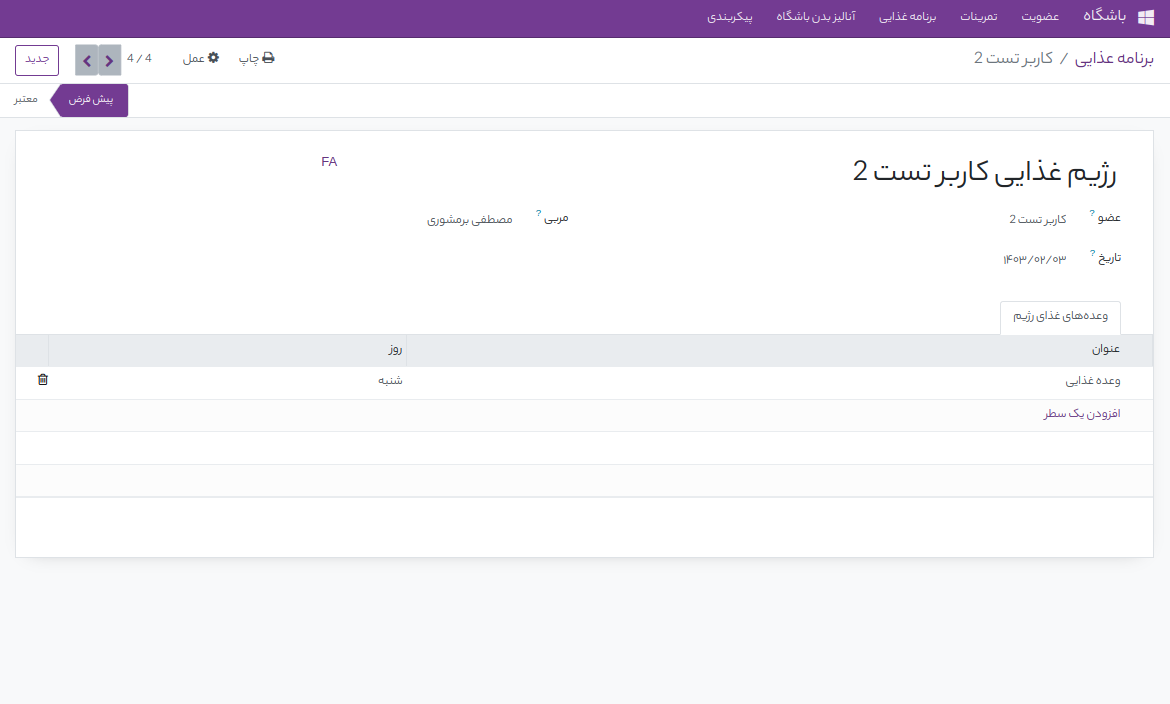 باشگاه عضویت تمرینات برنامه غذایی آنالیز بدن باشگاه پیکربندی
برنامه غذایی / کاربر تست 2
چاپ عمل 4 / 4 جدید
پیش فرض معتبر
رژیم غذایی کاربر تست 2
FA
عضو ? کاربر تست 2
مربی ? مصطفی برمشوری
تاریخ ? ۱۴۰۳/۰۲/۰۳
وعده‌های غذای رژیم
عنوان روز
وعده غذایی شنبه
افزودن یک سطر